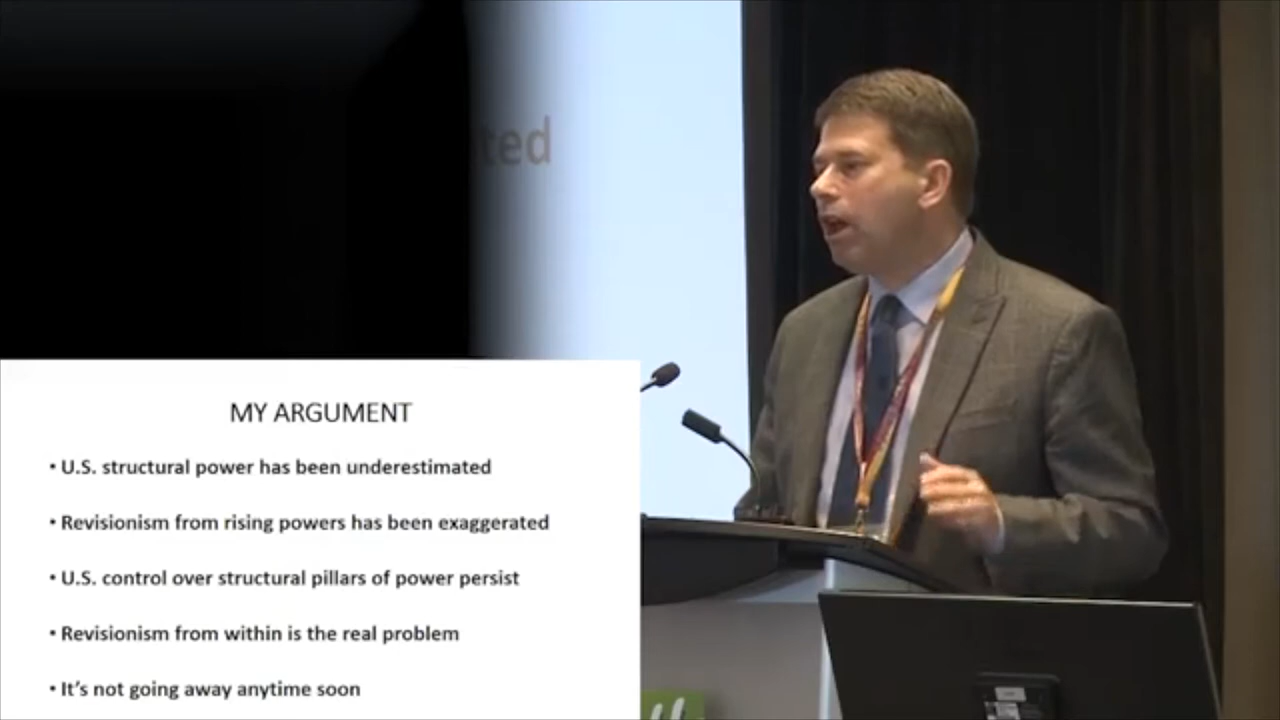 ted
MY ARGUMENT
• U.S. structural power has been underestimated
• Revisionism from rising powers has been exaggerated
• U.S. control over structural pillars of power persist
• Revisionism from within is the real problem
• It's not going away anytime soon